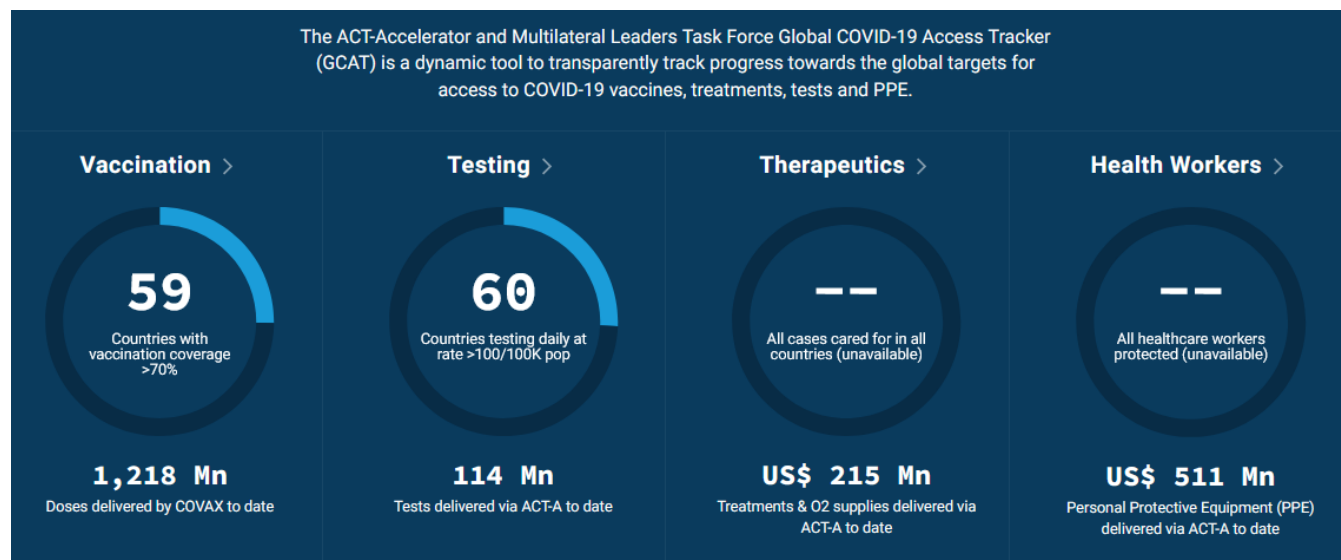 The ACT-Accelerator and Multilateral Leaders Task Force Global COVID-19 Access Tracker
(GCAT) is a dynamic tool to transparently track progress towards the global targets for
access to COVID-19 vaccines, treatments, tests and PPE.
Vaccination >
59
Countries with
vaccination coverage
>70%
1,218 Mn
Doses delivered by COVAX to date
Testing >
60
Countries testing daily at
rate >100/100K pop
114 Mn
Tests delivered via ACT-A to date
Therapeutics >
--
All cases cared for in all
countries (unavailable)
US$ 215 Mn
Treatments & O2 supplies delivered via
ACT-A to date
Health Workers >
--
All healthcare workers
protected (unavailable)
US$ 511 Mn
Personal Protective Equipment (PPE)
delivered via ACT-A to date